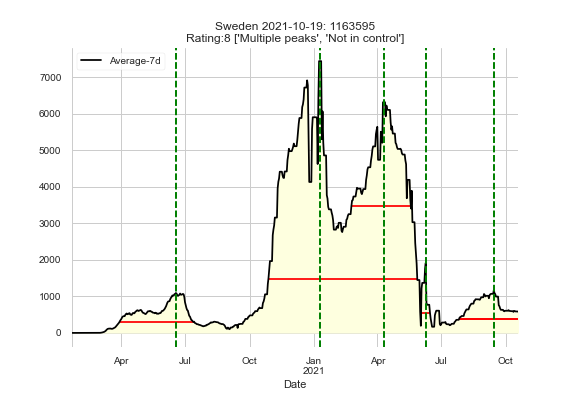 Sweden 2021-10-19: 1163595
Rating:8 ['Multiple peaks', 'Not in control']
Average-7d
7000
6000
5000
4000
3000
2000
1000
0
Apr Jul Oct Jan Apr Jul Oct
2021
Date